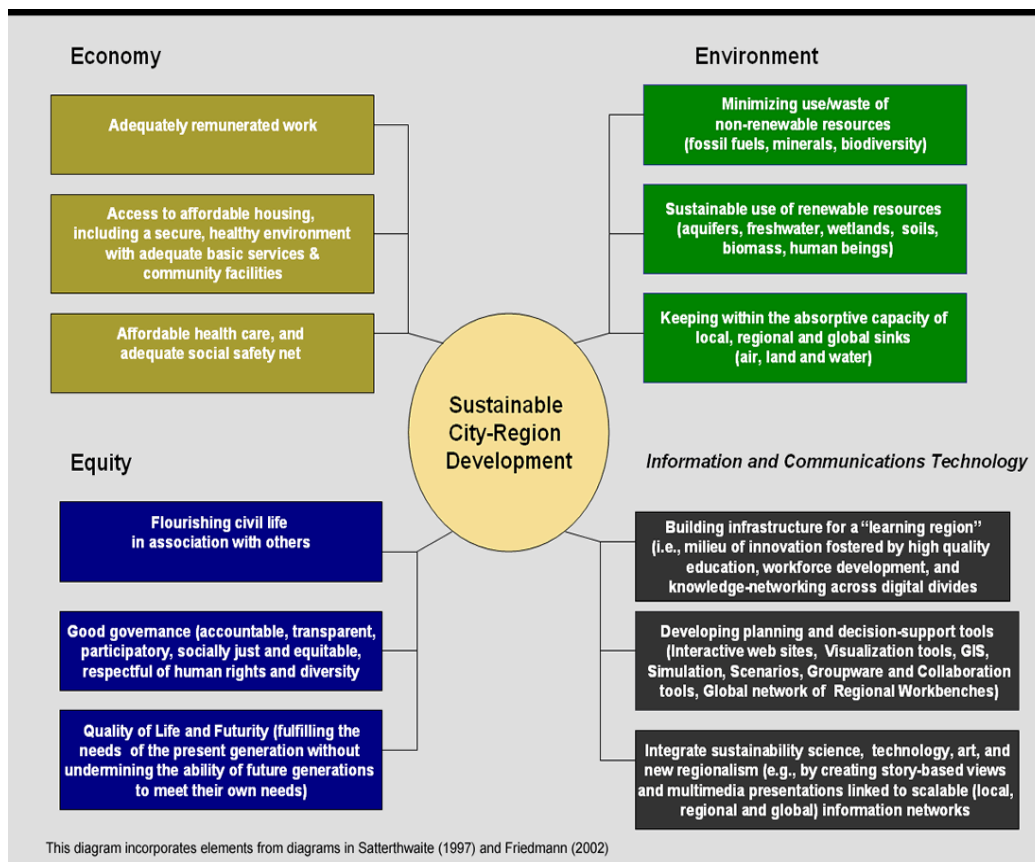 Economy
Adequately remunerated work
Access to affordable housing,
including a secure, healthy environment
with adequate basic services &
community facilities
Affordable health care, and
adequate social safety net
Environment
Minimizing use/waste of
non-renewable resources
(fossil fuels, minerals, biodiversity)
Sustainable use of renewable resources
(aquifers, freshwater, wetlands, soils,
biomass, human beings)
Keeping within the absorptive capacity of
local, regional and global sinks
(air, land and water)
Sustainable
City-Region
Development
Equity
Flourishing civil life
in association with others
Good governance (accountable, transparent,
participatory, socially just and equitable,
respectful of human rights and diversity
Quality of Life and Futurity (fulfilling the
needs of the present generation without
undermining the ability of future generations
to meet their own needs)
Information and Communications Technology
Building infrastructure for a “learning region”
(i.e., milieu of innovation fostered by high quality
education, workforce development, and
knowledge-networking across digital divides
Developing planning and decision-support tools
(Interactive web sites, Visualization tools, GIS,
Simulation, Scenarios, Groupware and Collaboration
tools, Global network of Regional Workbenches)
Integrate sustainability science, technology, art, and
new regionalism (e.g., by creating story-based views
and multimedia presentations linked to scalable (local,
regional and global) information networks
This diagram incorporates elements from diagrams in Satterthwaite (1997) and Friedmann (2002)